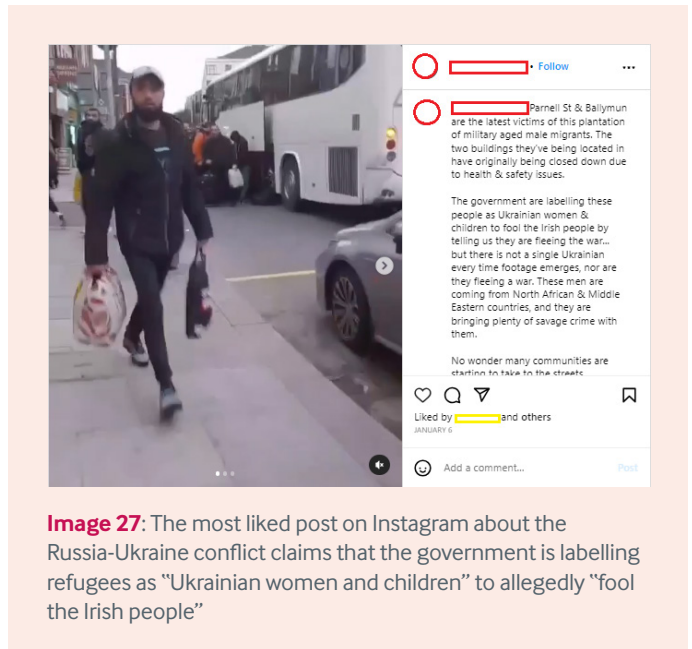 • Follow
Parnell St & Ballymun
are the latest victims of this plantation
of military aged male migrants. The
two buildings they've being located in
have originally being closed down due
to health & safety issues.
The government are labelling these
people as Ukrainian women &
children to fool the Irish people by
telling us they are fleeing the war...
but there is not a single Ukrainian
every time footage emerges, nor are
they fleeing a war. These men are
coming from North African & Middle
Eastern countries, and they are
bringing plenty of savage crime with
them.
No wonder many communities are
starting to take to the streets
Liked by and others
JANUARY 6
Add a comment...
Post
Image 27: The most liked post on Instagram about the
Russia-Ukraine conflict claims that the government is labelling
refugees as “Ukrainian women and children” to allegedly “fool
the Irish people”